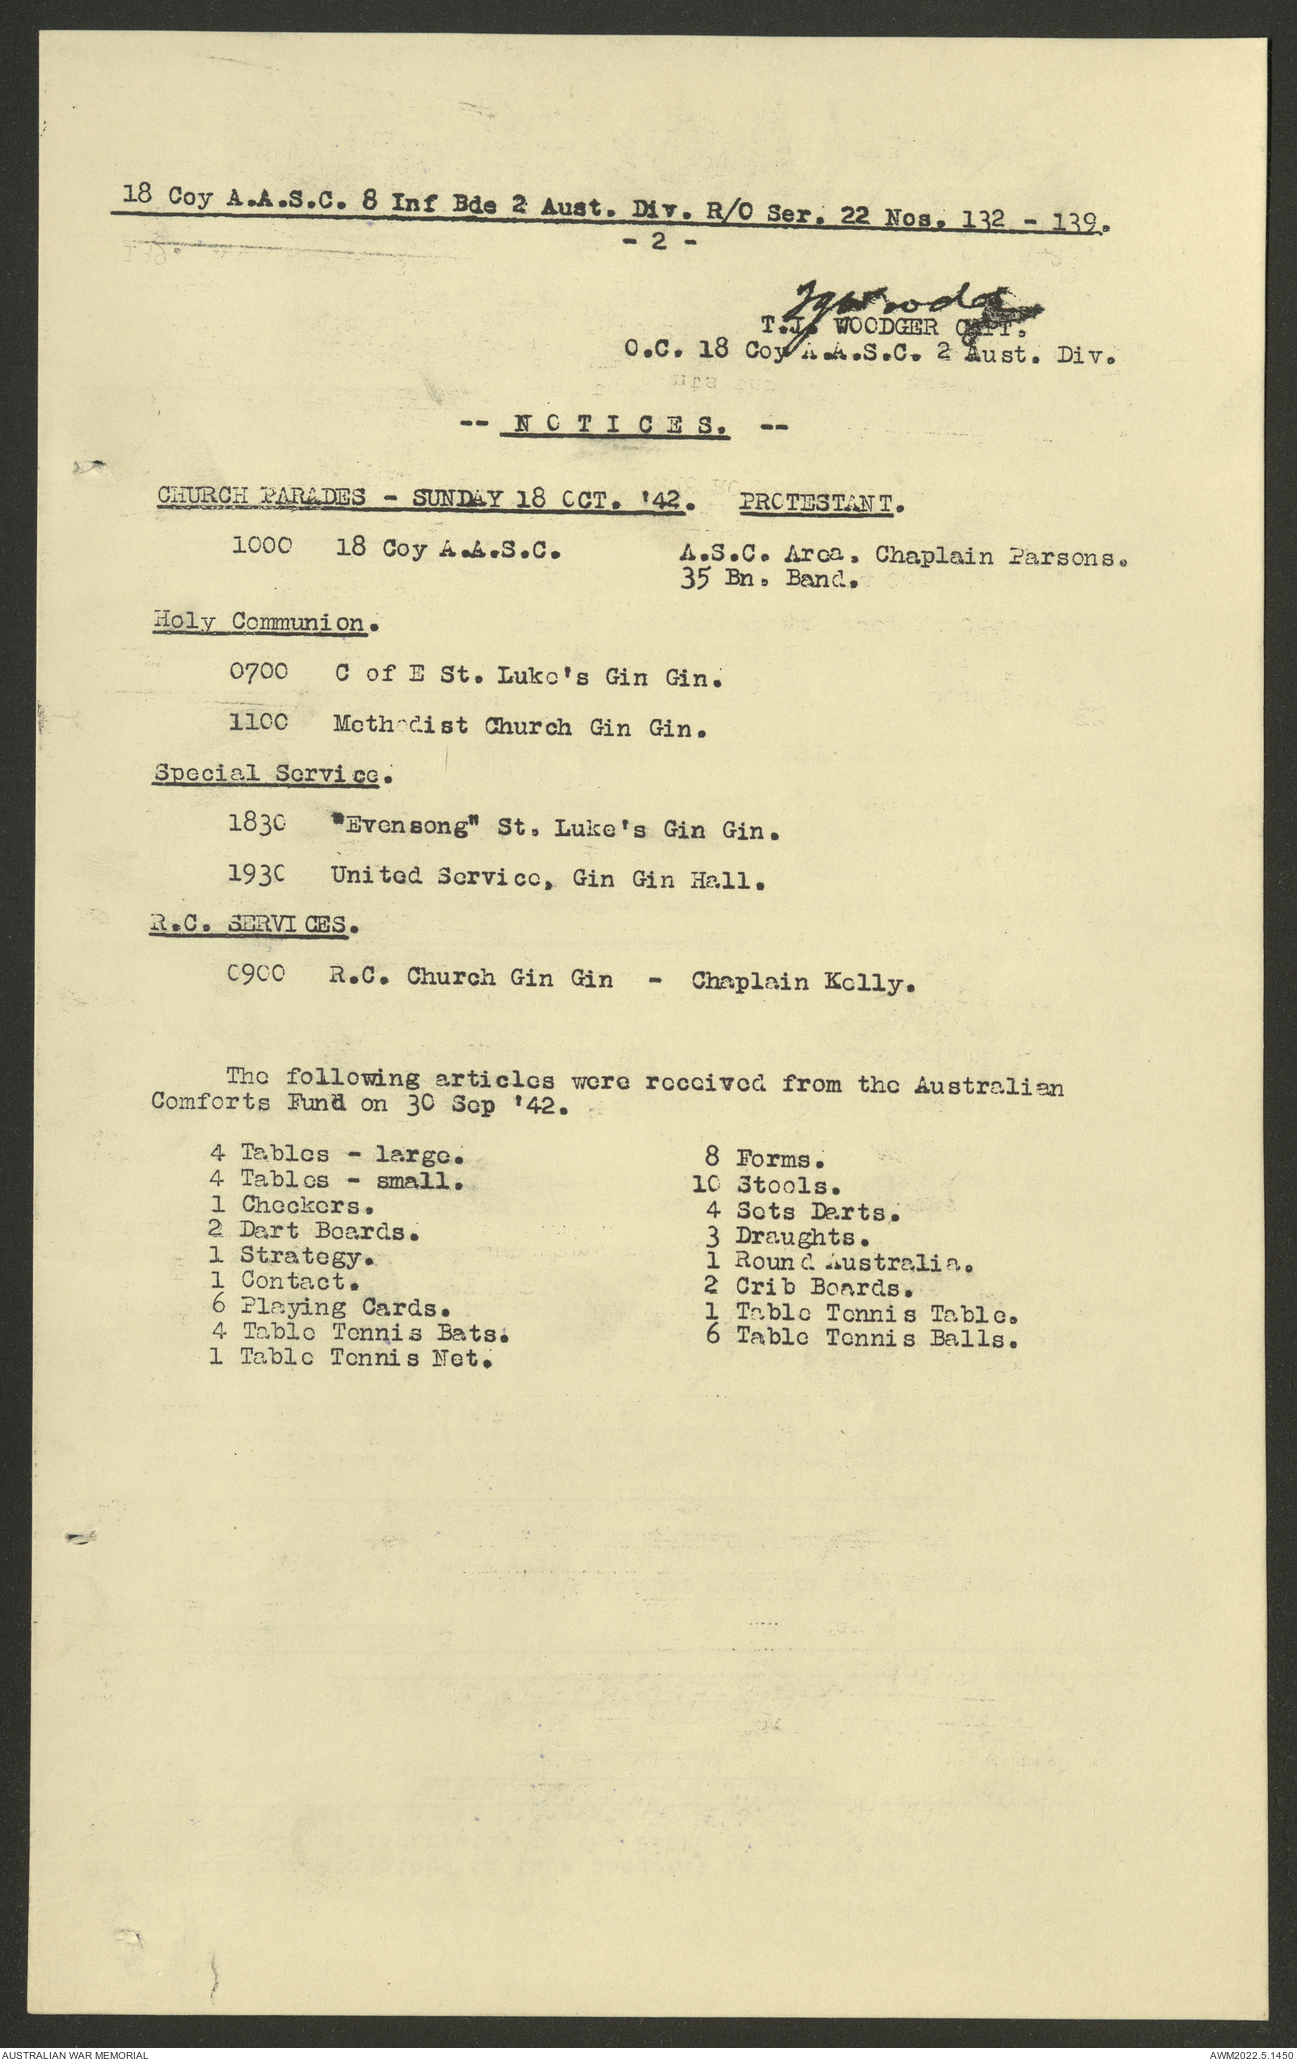 18 Coy A.A.S.C. 8 Inf Bde 2 Aust. Div. R/O Ser. 22 Nos. 132 - 139.
- 2 -
T.J. WOODGER CAPT.
O.C. 18 Coy A.A.S.C. 2 Aust. Div.
-- N O T I C E S. --
CHURCH PARADES - SUNDAY 18 OCT. '42. PROTESTANT.
1000 18 Coy A.A.S.C. A.S.C. Area. Chaplain Parsons.
35 Bn. Band.
Holy Communion.
0700 C of E St. Luke's Gin Gin.
1100 Methodist Church Gin Gin.
Special Service.
1830 "Evensong" St. Luke's Gin Gin.
1930 United Service, Gin Gin Hall.
R.C. SERVICES.
0900 R.C. Church Gin Gin - Chaplain Kelly.
The following articles were received from the Australian
Comforts Fund on 30 Sep '42.
4 Tables - large. 8 Forms.
4 Tables - small. 10 Stools.
1 Checkers. 4 Sets Darts.
2 Dart Boards. 3 Draughts.
1 Strategy. 1 Round Australia.
1 Contact. 2 Crib Boards.
6 Playing Cards. 1 Table Tennis Table.
4 Table Tennis Bats. 6 Table Tennis Balls.
1 Table Tennis Net.
AUSTRALIAN WAR MEMORIAL AWM2022.5.1450